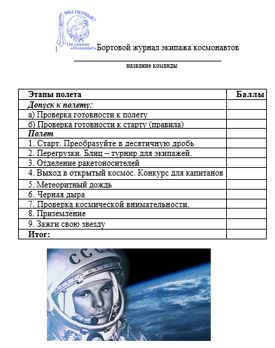 МЫ ПЕРВЫЕ!
Бортовой журнал экипажа космонавтов
название команды
Этапы полета Баллы
Допуск к полету:
а) Проверка готовности к полету
б) Проверка готовности к старту (правила)
Полет
1. Старт. Преобразуйте в десятичную дробь
2. Перегрузки. Блиц – турнир для экипажей.
3. Отделение ракетоносителей
4. Выход в открытый космос. Конкурс для капитанов
5. Метеоритный дождь
6. Черная дыра
7. Проверка космической внимательности.
8. Приземление
9. Зажги свою звезду
Итог:
СССР